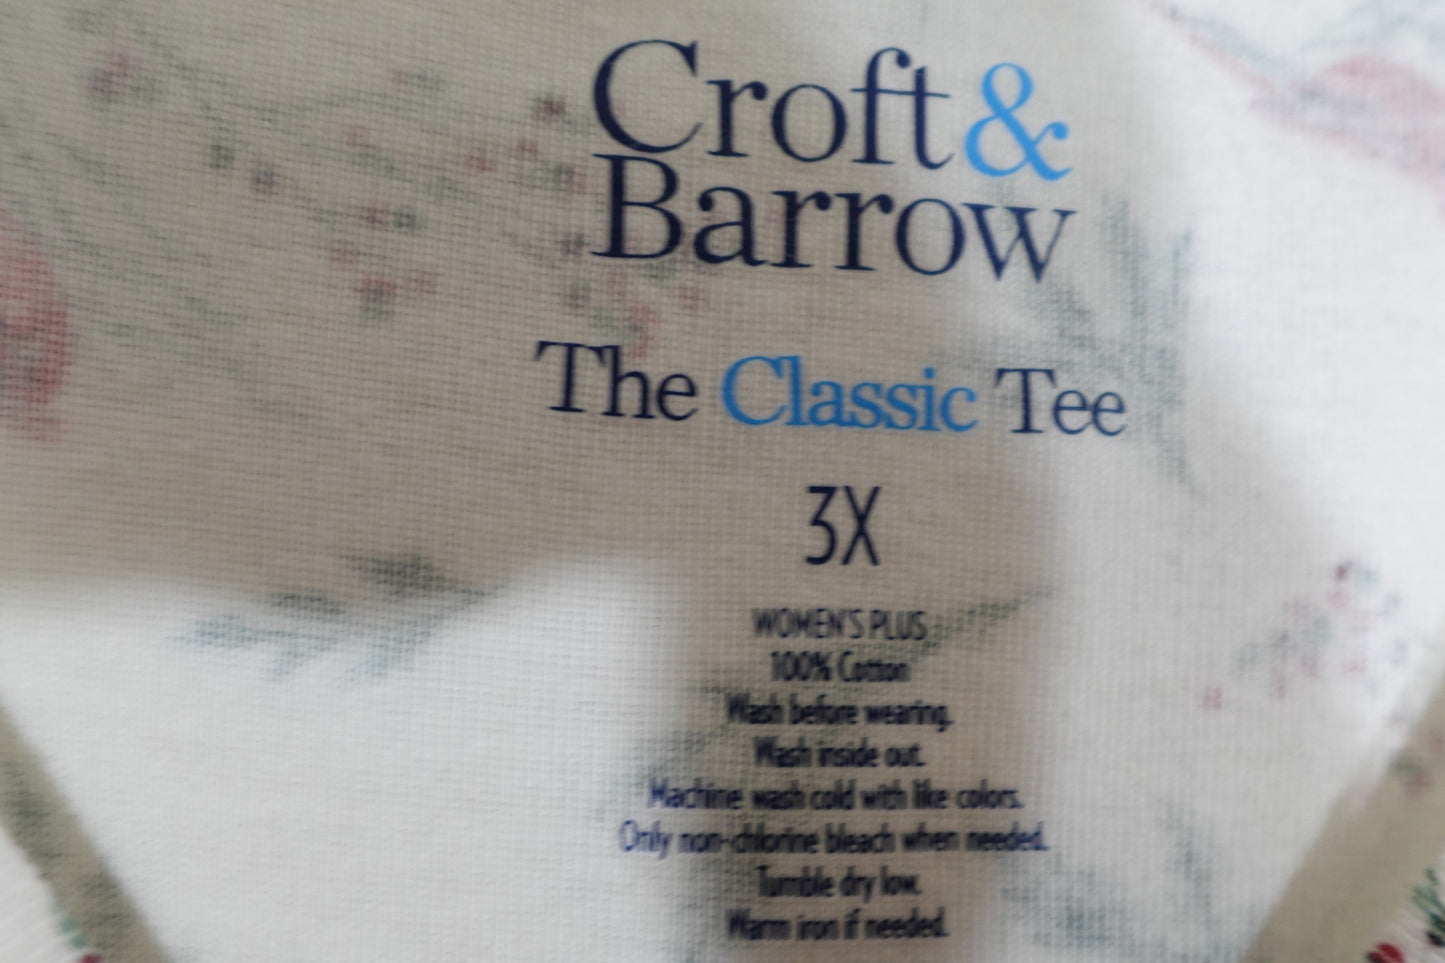 Croft &
Barrow
The Classic Tee
3X
WOMEN'S PLUS
100% Cotton
Wash before wearing.
Wash inside out.
Machine wash cold with like colors.
Only non-chlorine bleach when needed.
Tumble dry low.
Warm iron if needed.